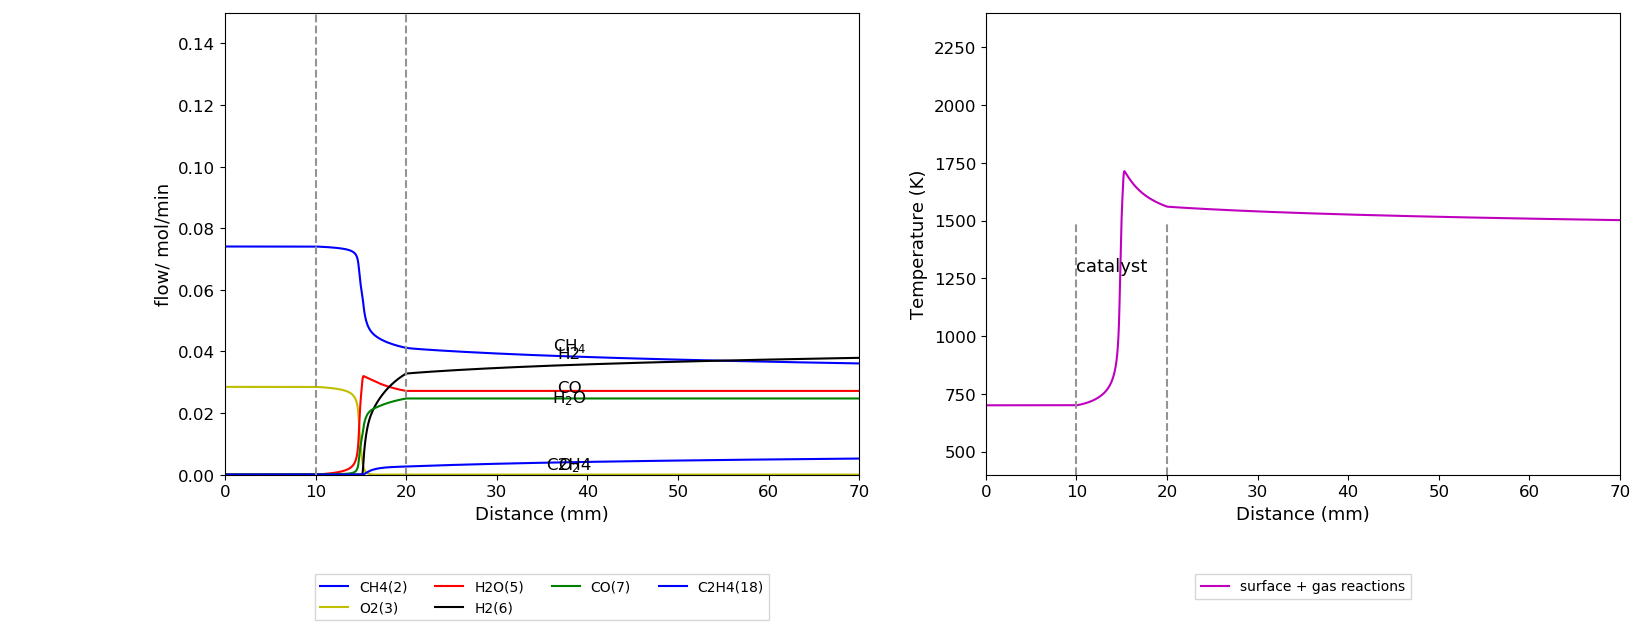 0.14
0.12
0.10
0.08
0.06
0.04
0.02
0.00
flow/ mol/min
CH₄
H2
CO
H₂O
C2H4
O₂
0 10 20 30 40 50 60 70
Distance (mm)
CH4(2) H2O(5) CO(7) C2H4(18)
O2(3) H2(6)
2250
2000
1750
1500
1250
1000
750
500
Temperature (K)
catalyst
0 10 20 30 40 50 60 70
Distance (mm)
surface + gas reactions